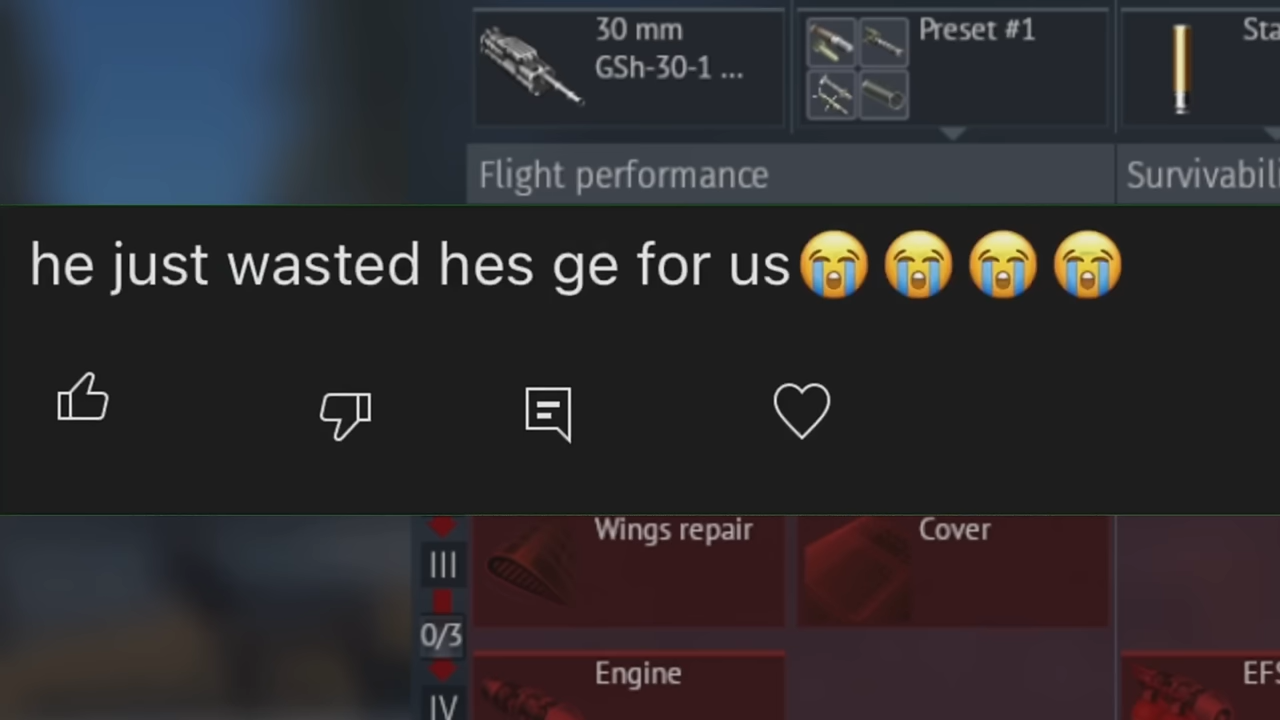 30 mm
GSh-30-1 ...
Preset #1
Sta
Flight performance
Survivabili
he just wasted hes ge for us😭😭😭😭
Wings repair
Cover
III
0/3
Engine
EFS
IV